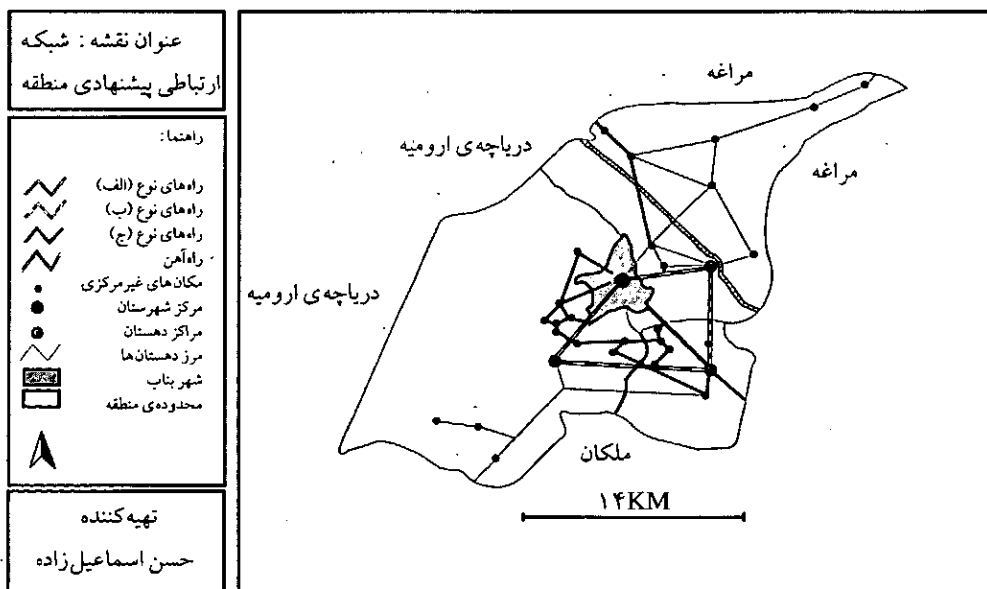 عنوان نقشه : شبکه
ارتباطی پیشنهادی منطقه
راهنما:
راه‌های نوع (الف)
راه‌های نوع (ب)
راه‌های نوع (ج)
راه‌آهن
مکان‌های غیرمرکزی
مرکز شهرستان
مراکز دهستان
مرز دهستان‌ها
شهر بناب
محدوده‌ی منطقه
تهیه‌کننده
حسن اسماعیل‌زاده
مراغه
دریاچه‌ی ارومیه
مراغه
دریاچه‌ی ارومیه
ملکان
۱۴KM